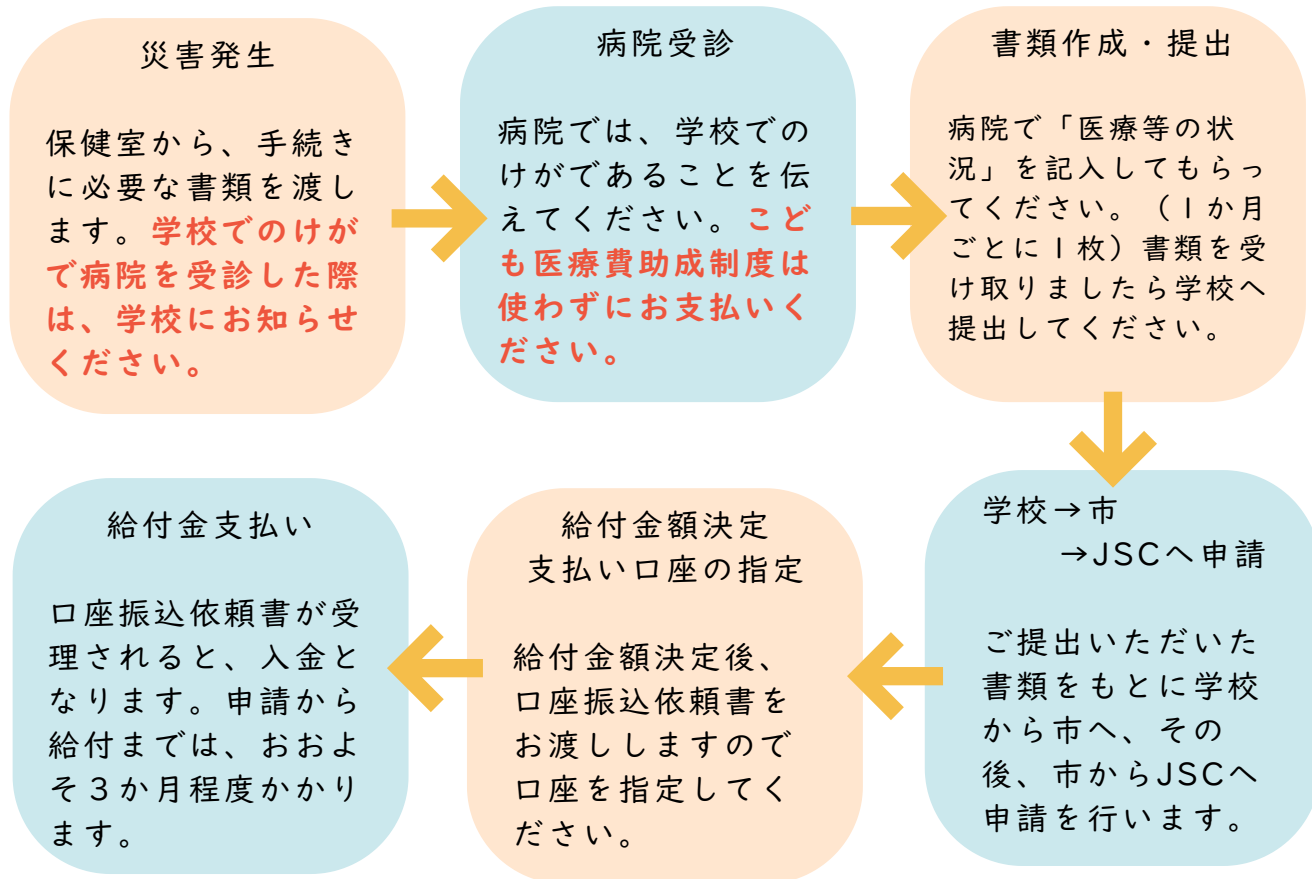 災害発生
保健室から、手続き
に必要な書類を渡し
ます。学校でのけが
で病院を受診した際
は、学校にお知らせ
ください。
病院受診
病院では、学校での
けがであることを伝
えてください。こど
も医療費助成制度は
使わずにお支払いく
ださい。
書類作成・提出
病院で「医療等の状
況」を記入してもらっ
てください。（1か月
ごとに1枚）書類を受
け取りましたら学校へ
提出してください。
学校→市
→JSCへ申請
ご提出いただいた
書類をもとに学校
から市へ、その
後、市からJSCへ
申請を行います。
給付金額決定
支払い口座の指定
給付金額決定後、
口座振込依頼書を
お渡ししますので
口座を指定してく
ださい。
給付金支払い
口座振込依頼書が受
理されると、入金と
なります。申請から
給付までは、おおよ
そ３か月程度かかり
ます。